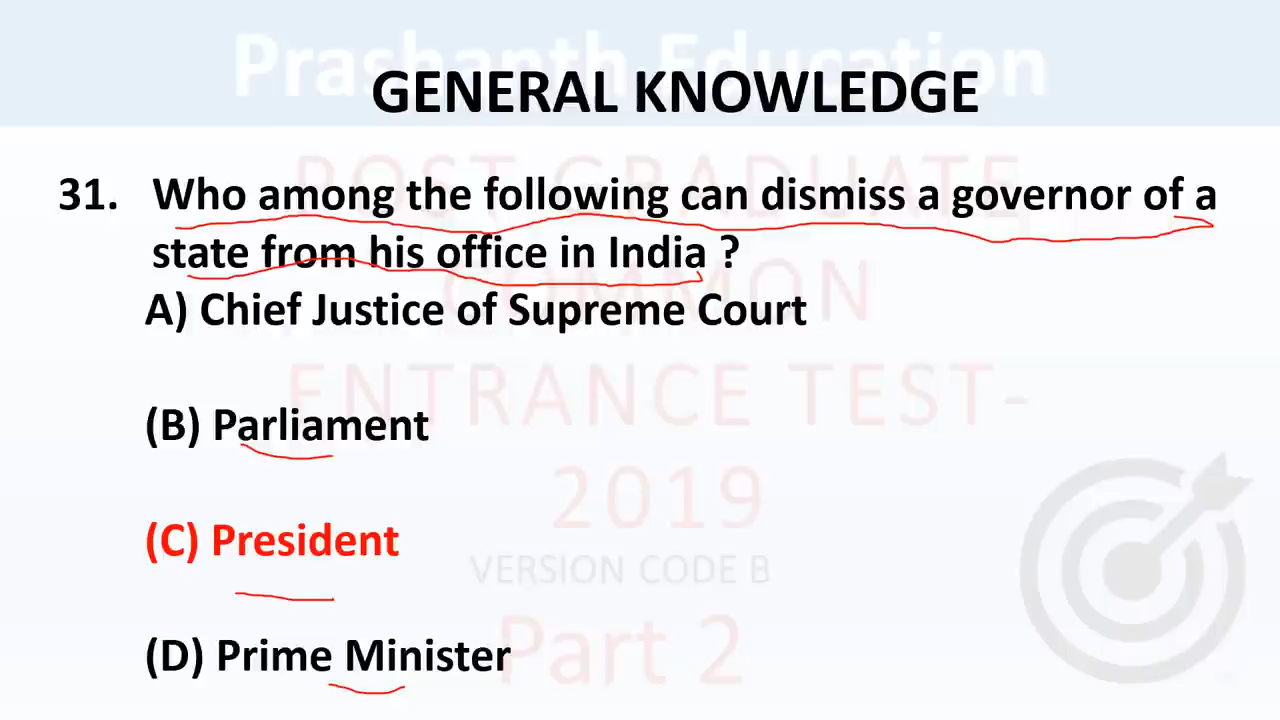 Prashanth Education
GENERAL KNOWLEDGE
POST GRADUATE
31. Who among the following can dismiss a governor of a
state from his office in India ?
COMMON
A) Chief Justice of Supreme Court
ENTRANCE TEST-
(B) Parliament
2019
(C) President
VERSION CODE B
(D) Prime Minister
Part 2